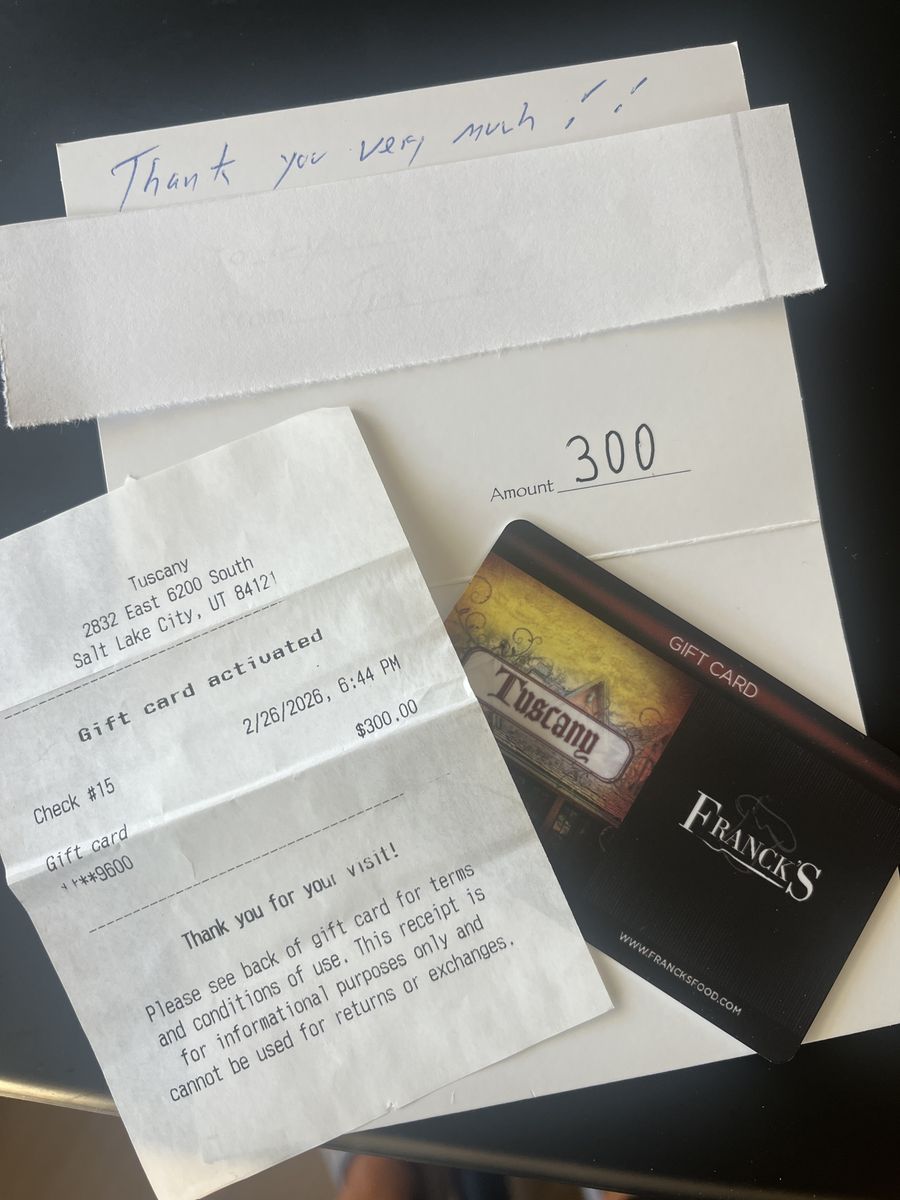 Thank you very much !!
Amount 300
Tuscany
2832 East 6200 South
Salt Lake City, UT 84121
Gift card activated
2/26/2026, 6:44 PM
Check #15
$300.00
Gift card
***9600
Thank you for your visit!
Please see back of gift card for terms
and conditions of use. This receipt is
for informational purposes only and
cannot be used for returns or exchanges.
GIFT CARD
Tuscany
FRANCK'S
WWW.FRANCKSFOOD.COM